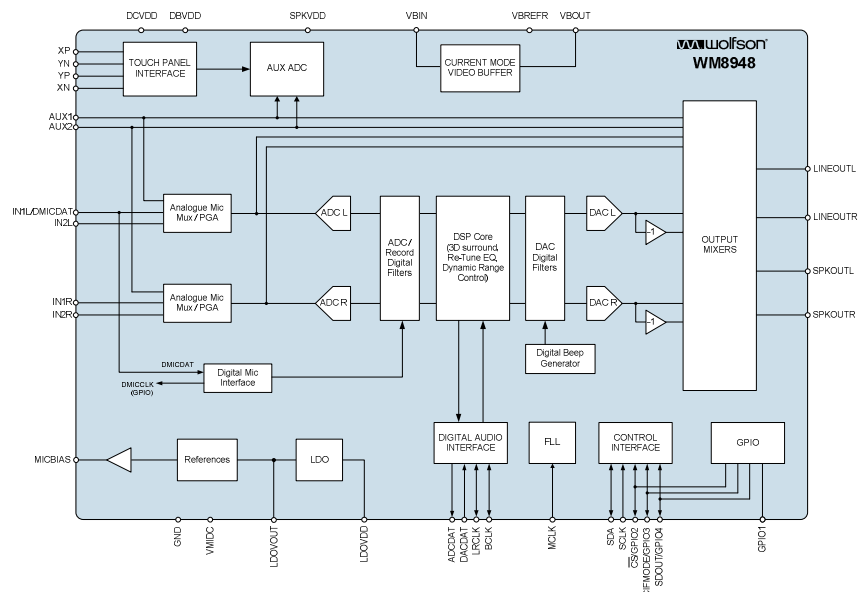 DCVDD
DBVDD
SPKVDD
VBIN
VBREFR
VBOUT
wolfson
WM8948
XP
YN
YP
XN
TOUCH PANEL
INTERFACE
AUX ADC
CURRENT MODE
VIDEO BUFFER
AUX1
AUX2
IN1L/DMICDAT
IN2L
Analogue Mic
Mux / PGA
ADC L
ADC /
Record
Digital
Filters
DSP Core
(3D surround,
Re-Tune EQ,
Dynamic Range
Control)
DAC
Digital
Filters
DAC L
-1
OUTPUT
MIXERS
LINEOUTL
LINEOUTR
SPKOUTL
SPKOUTR
IN1R
IN2R
Analogue Mic
Mux / PGA
ADC R
DAC R
-1
Digital Beep
Generator
DMICDAT
DMICCLK
(GPIO)
Digital Mic
Interface
MICBIAS
References
LDO
DIGITAL AUDIO
INTERFACE
FLL
CONTROL
INTERFACE
GPIO
GND
VMIDC
LDOVOUT
LDOVDD
ADCDAT
DACDAT
LRCLK
BCLK
MCLK
SDA
SCLK
CS/GPIO2
CIFMODE/GPIO3
SDOUT/GPIO4
GPIO1